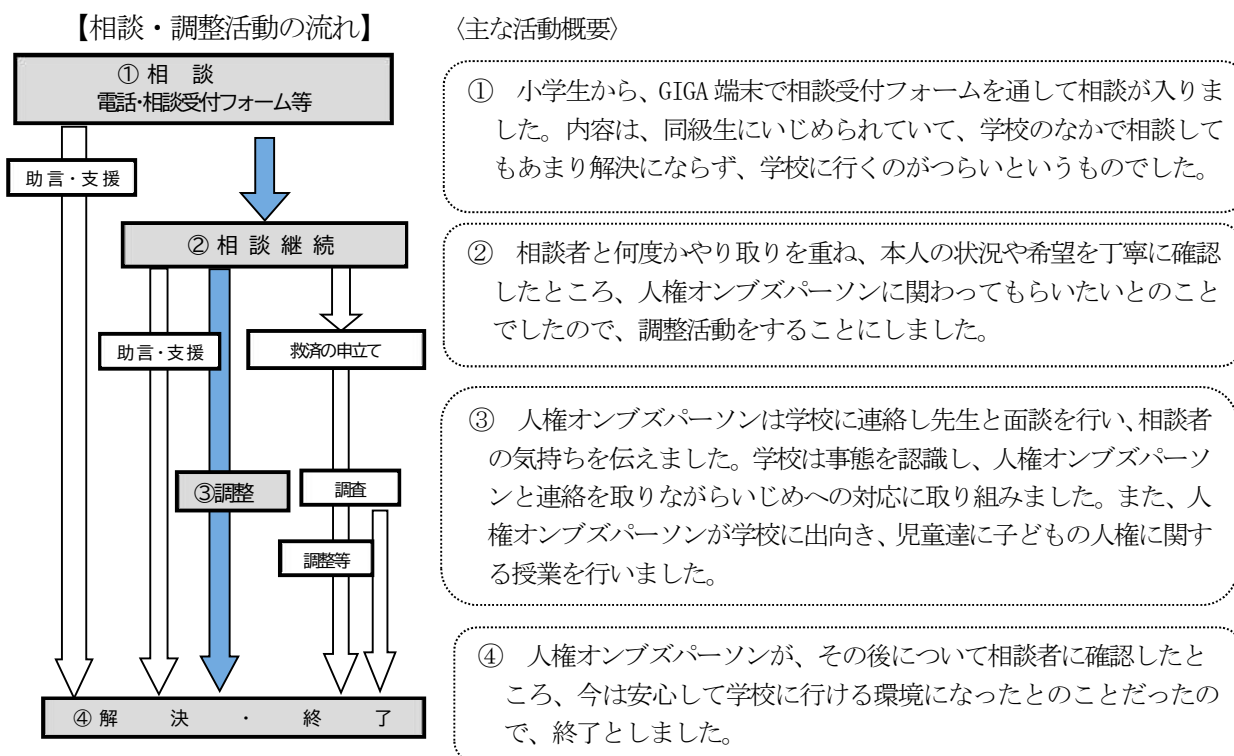 【相談・調整活動の流れ】
〈主な活動概要〉
①相　談
電話・相談受付フォーム等
助言・支援
②相談継続
助言・支援
救済の申立て
③調整
調査
調整等
④解　決　・　終　了
①　小学生から、GIGA端末で相談受付フォームを通して相談が入りま
した。内容は、同級生にいじめられていて、学校のなかで相談して
もあまり解決にならず、学校に行くのがつらいというものでした。
②　相談者と何度かやり取りを重ね、本人の状況や希望を丁寧に確認
したところ、人権オンブズパーソンに関わってもらいたいとのこと
でしたので、調整活動をすることにしました。
③　人権オンブズパーソンは学校に連絡し先生と面談を行い、相談者
の気持ちを伝えました。学校は事態を認識し、人権オンブズパーソ
ンと連絡を取りながらいじめへの対応に取り組みました。また、人
権オンブズパーソンが学校に出向き、児童達に子どもの人権に関す
る授業を行いました。
④　人権オンブズパーソンが、その後について相談者に確認したと
ころ、今は安心して学校に行ける環境になったとのことだったの
で、終了としました。